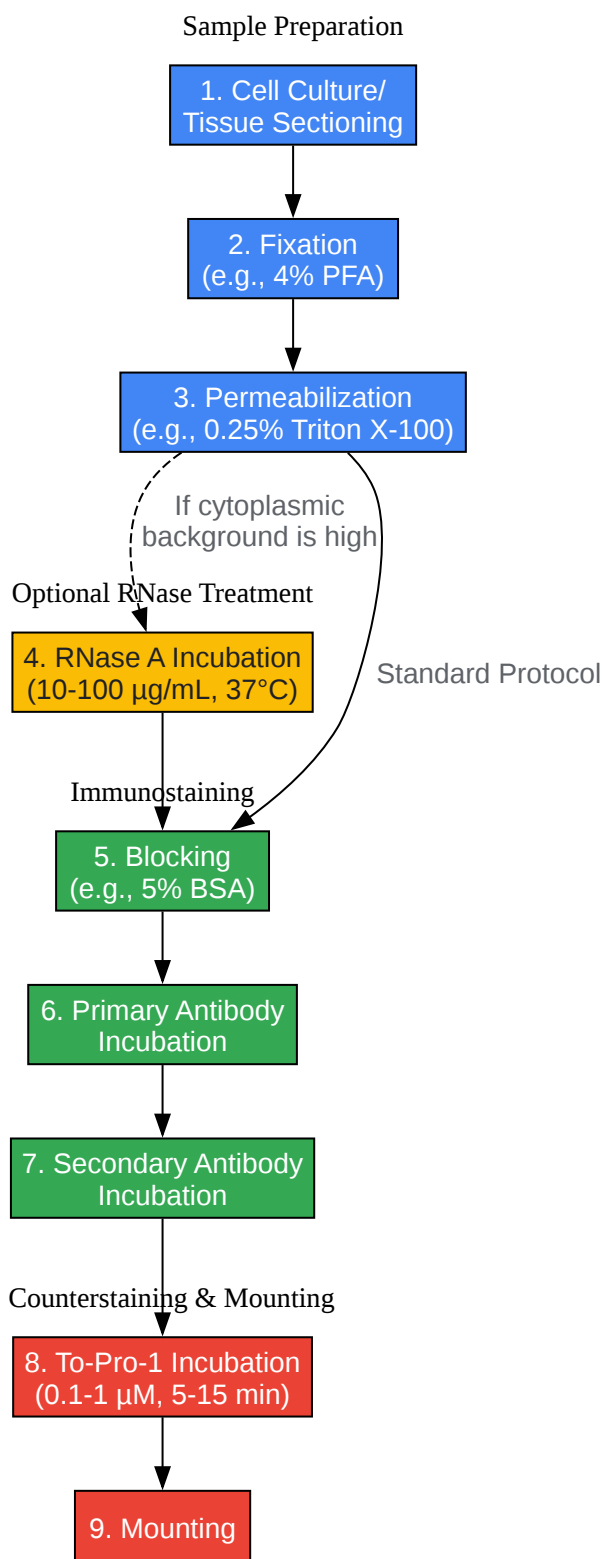 Sample Preparation
1. Cell Culture/
Tissue Sectioning
2. Fixation
(e.g., 4% PFA)
3. Permeabilization
(e.g., 0.25% Triton X-100)
If cytoplasmic
background is high
Optional RNase Treatment
4. RNase A Incubation
(10-100 µg/mL, 37°C)
Standard Protocol
Immunostaining
5. Blocking
(e.g., 5% BSA)
6. Primary Antibody
Incubation
7. Secondary Antibody
Incubation
Counterstaining & Mounting
8. To-Pro-1 Incubation
(0.1-1 µM, 5-15 min)
9. Mounting